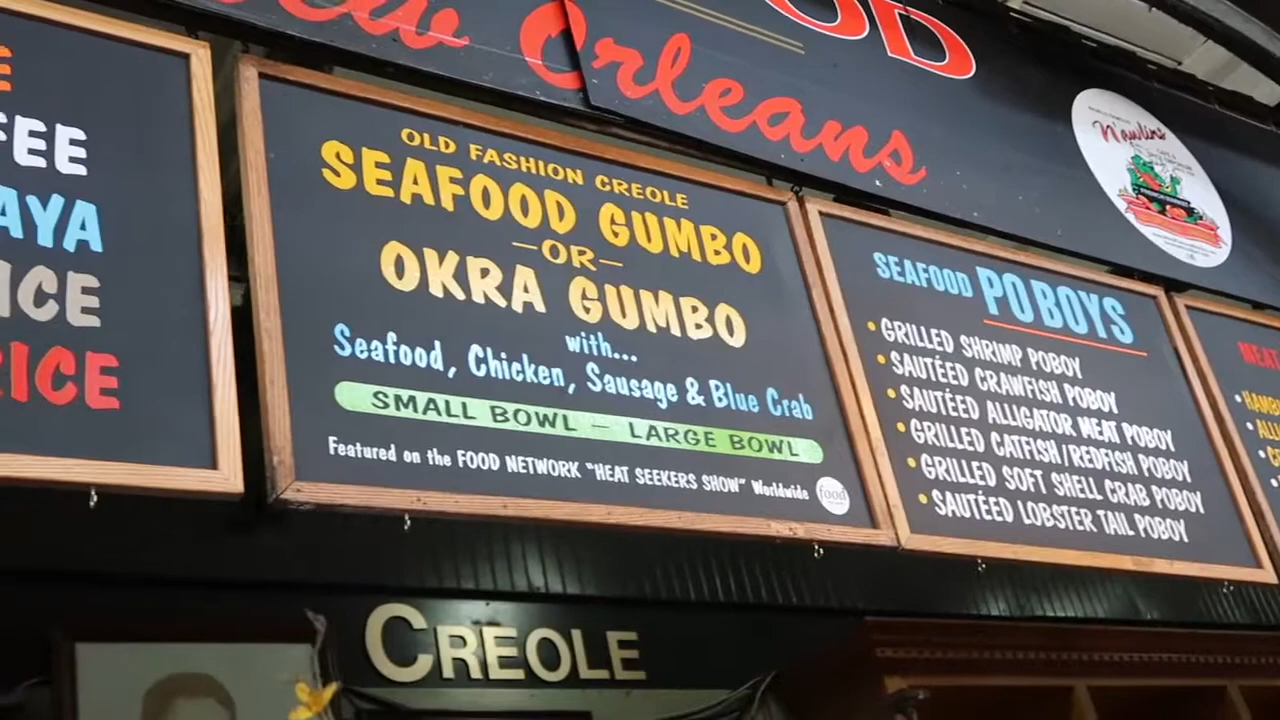 New Orleans
FEE
AYA
ICE
RICE
OLD FASHION CREOLE
SEAFOOD GUMBO
—OR—
OKRA GUMBO
with...
Seafood, Chicken, Sausage & Blue Crab
SMALL BOWL — LARGE BOWL
Featured on the FOOD NETWORK "HEAT SEEKERS SHOW" Worldwide
food
N'awlins
SEAFOOD PO BOYS
• GRILLED SHRIMP POBOY
• SAUTÉED CRAWFISH POBOY
• SAUTÉED ALLIGATOR MEAT POBOY
• GRILLED CATFISH/REDFISH POBOY
• GRILLED SOFT SHELL CRAB POBOY
• SAUTÉED LOBSTER TAIL POBOY
CREOLE